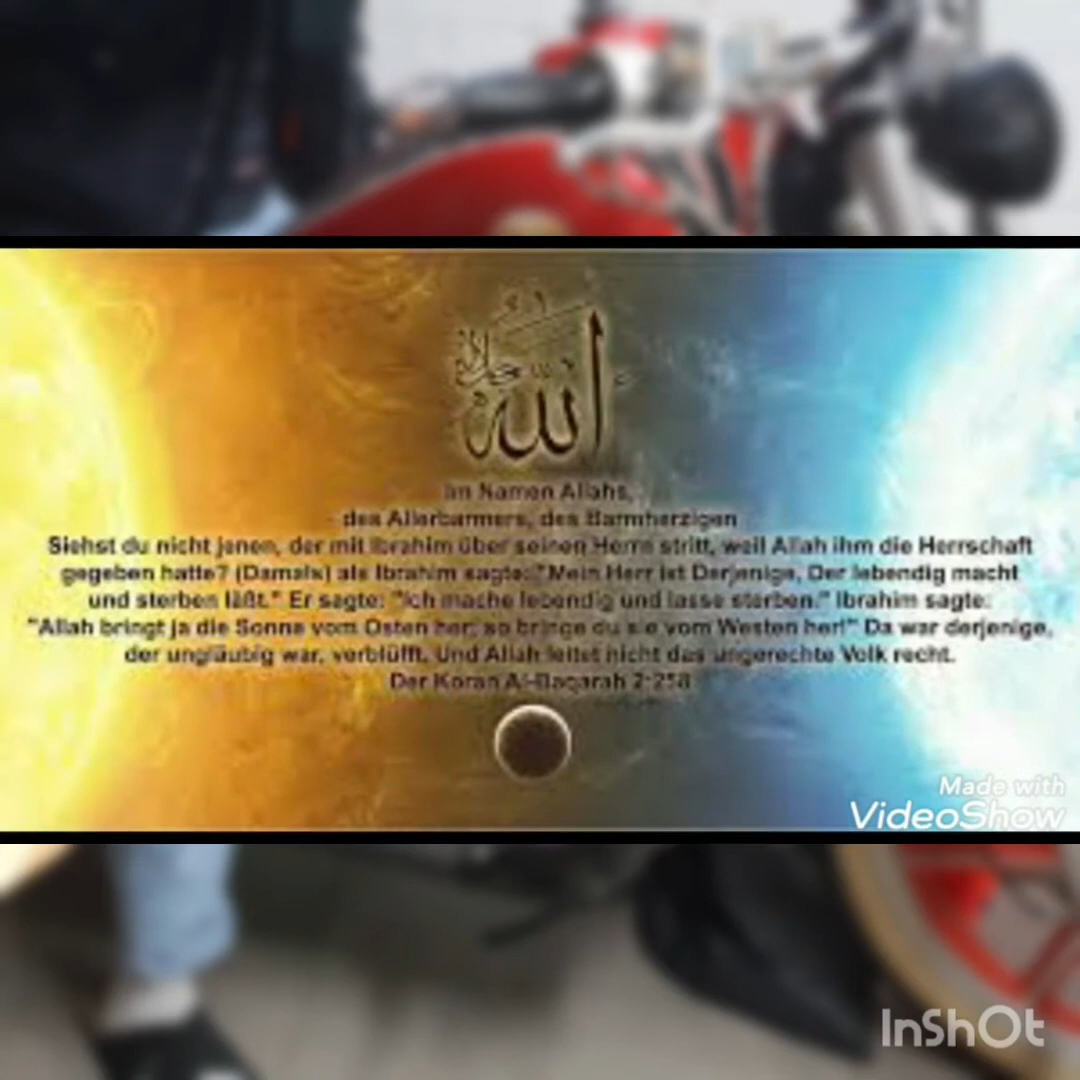 الله
جل جلاله
Im Namen Allahs,
des Allerbarmers, des Barmherzigen
Siehst du nicht jenen, der mit Ibrahim über seinen Herrn stritt, weil Allah ihm die Herrschaft
gegeben hatte? (Damals) als Ibrahim sagte: "Mein Herr ist Derjenige, Der lebendig macht
und sterben läßt." Er sagte: "Ich mache lebendig und lasse sterben." Ibrahim sagte:
"Allah bringt ja die Sonne vom Osten her; so bringe du sie vom Westen her!" Da war derjenige,
der ungläubig war, verblüfft. Und Allah leitet nicht das ungerechte Volk recht.
Der Koran Al-Baqarah 2:258
Made with
VideoShow
InShOt